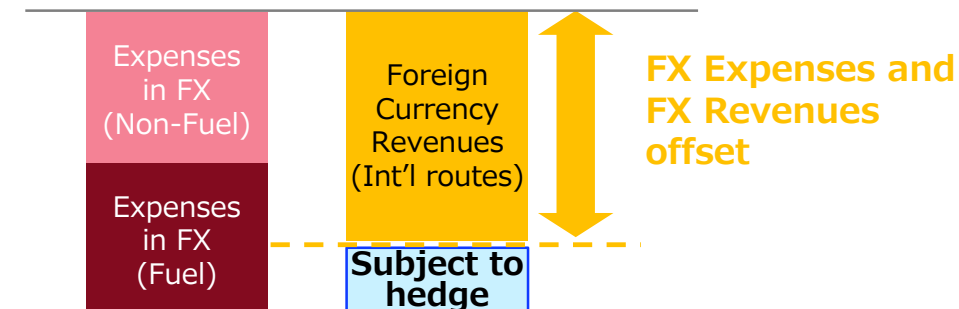 Expenses
in FX
(Non-Fuel)
Expenses
in FX
(Fuel)
Foreign
Currency
Revenues
(Int’l routes)
Subject to
hedge
FX Expenses and
FX Revenues
offset